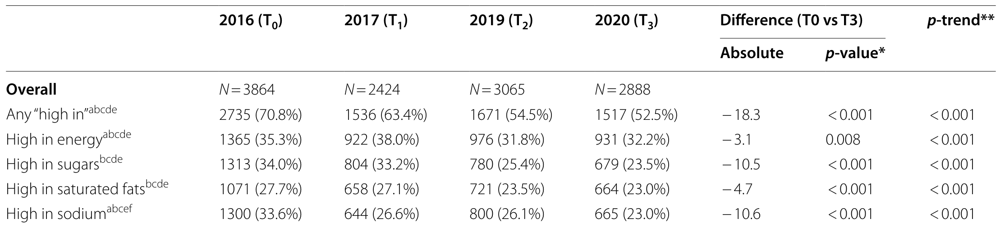 2016 (T0) 2017 (T1) 2019 (T2) 2020 (T3) Difference (T0 vs T3) p-trend**
Absolute p-value*
Overall N = 3864 N = 2424 N = 3065 N = 2888
Any “high in”abcde 2735 (70.8%) 1536 (63.4%) 1671 (54.5%) 1517 (52.5%) − 18.3 < 0.001 < 0.001
High in energyabcde 1365 (35.3%) 922 (38.0%) 976 (31.8%) 931 (32.2%) − 3.1 0.008 < 0.001
High in sugarsbcde 1313 (34.0%) 804 (33.2%) 780 (25.4%) 679 (23.5%) − 10.5 < 0.001 < 0.001
High in saturated fatsbcde 1071 (27.7%) 658 (27.1%) 721 (23.5%) 664 (23.0%) − 4.7 < 0.001 < 0.001
High in sodiumabcef 1300 (33.6%) 644 (26.6%) 800 (26.1%) 665 (23.0%) − 10.6 < 0.001 < 0.001